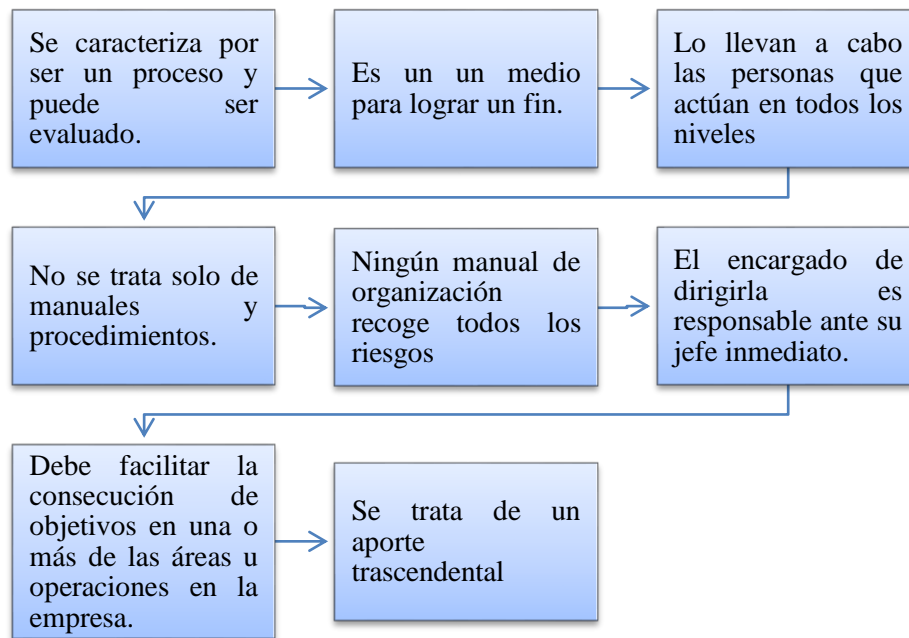 Se caracteriza por
ser un proceso y
puede ser
evaluado.
Es un un medio
para lograr un fin.
Lo llevan a cabo
las personas que
actúan en todos los
niveles
No se trata solo de
manuales y
procedimientos.
Ningún manual de
organización
recoge todos los
riesgos
El encargado de
dirigirla es
responsable ante su
jefe inmediato.
Debe facilitar la
consecución de
objetivos en una o
más de las áreas u
operaciones en la
empresa.
Se trata de un
aporte
trascendental